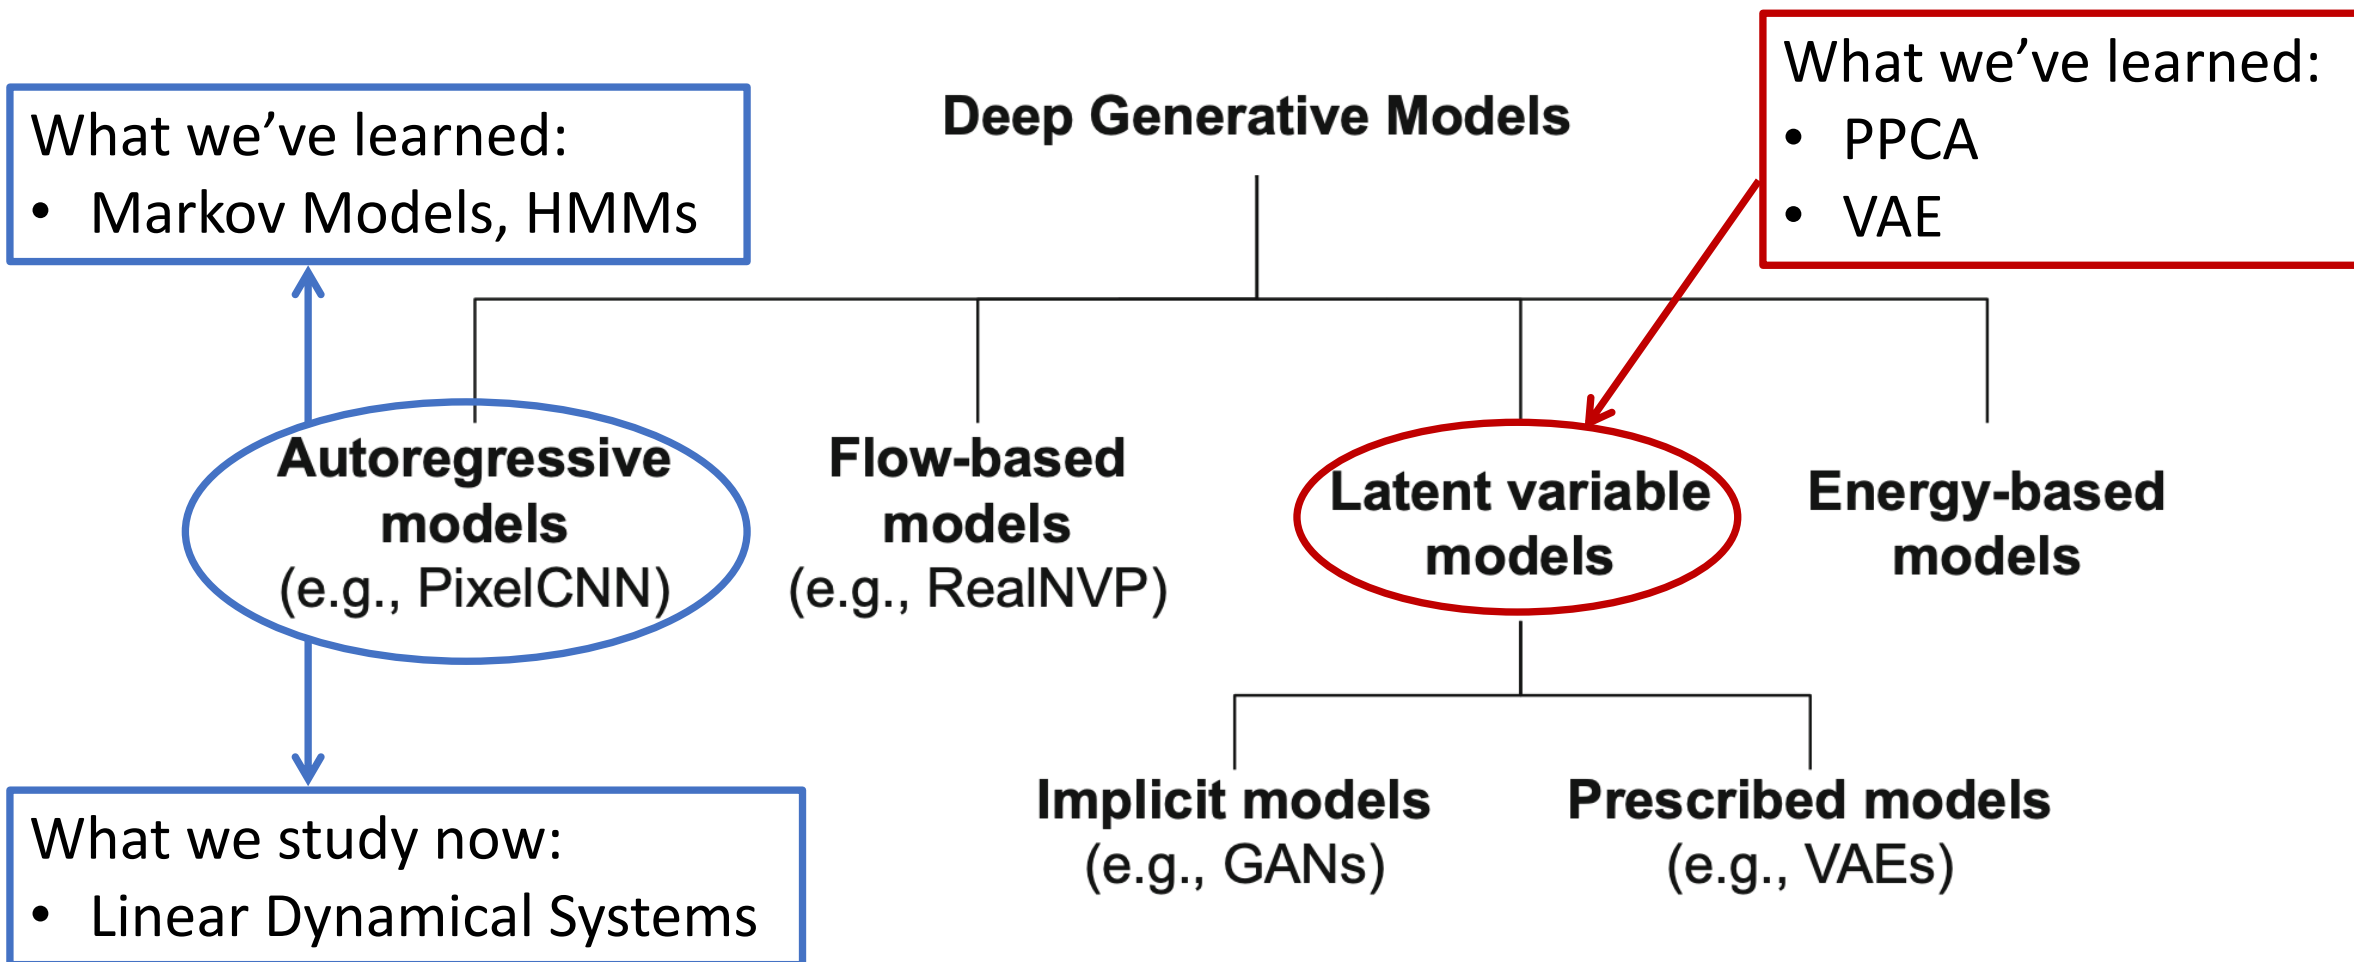 What we’ve learned:
• Markov Models, HMMs
Deep Generative Models
What we’ve learned:
• PPCA
• VAE
Autoregressive
models
(e.g., PixelCNN)
Flow-based
models
(e.g., RealNVP)
Latent variable
models
Energy-based
models
Implicit models
(e.g., GANs)
Prescribed models
(e.g., VAEs)
What we study now:
• Linear Dynamical Systems